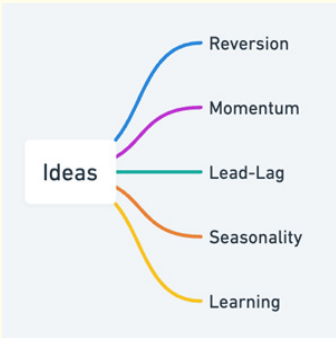 Ideas
Reversion
Momentum
Lead-Lag
Seasonality
Learning